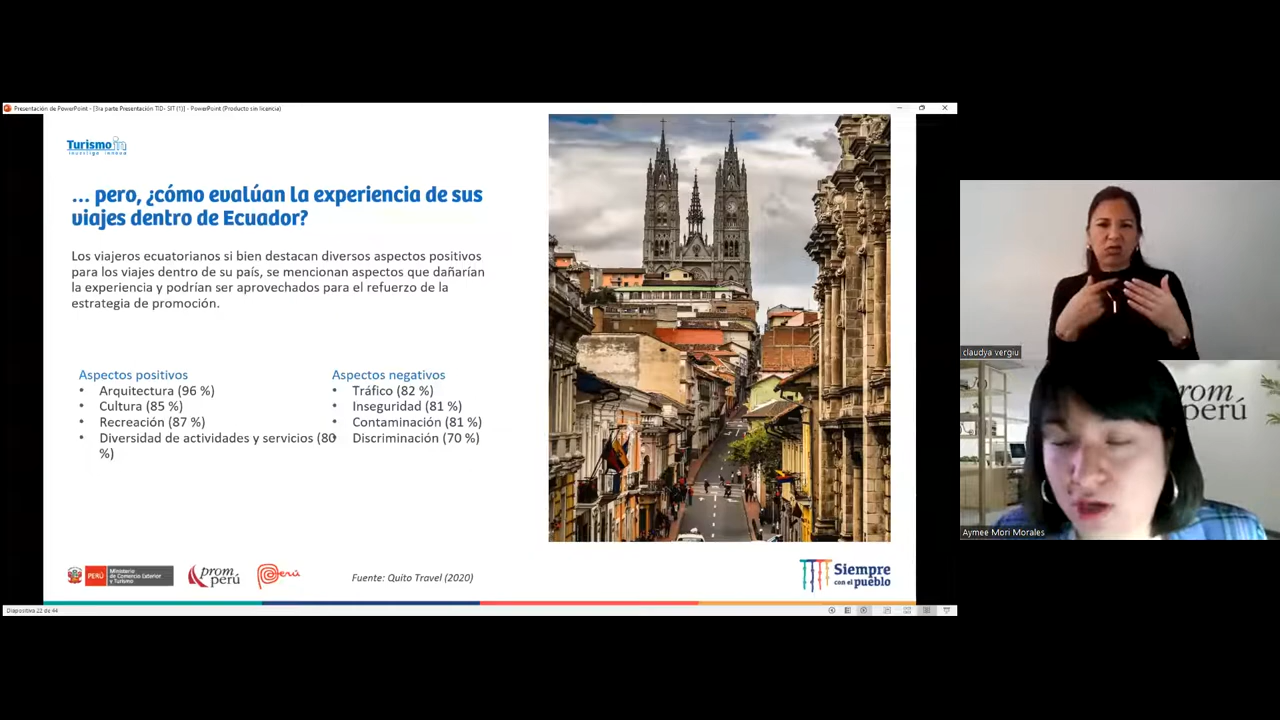 Presentación de PowerPoint - [3ra parte Presentación TID- SIT (1)] - PowerPoint (Producto sin licencia)
Turismo in
investiga innova
... pero, ¿cómo evalúan la experiencia de sus
viajes dentro de Ecuador?
Los viajeros ecuatorianos si bien destacan diversos aspectos positivos
para los viajes dentro de su país, se mencionan aspectos que dañarían
la experiencia y podrían ser aprovechados para el refuerzo de la
estrategia de promoción.
Aspectos positivos
• Arquitectura (96 %)
• Cultura (85 %)
• Recreación (87 %)
• Diversidad de actividades y servicios (80
%)
Aspectos negativos
• Tráfico (82 %)
• Inseguridad (81 %)
• Contaminación (81 %)
• Discriminación (70 %)
PERÚ
Ministerio
de Comercio Exterior
y Turismo
prom
perú
Perú
Fuente: Quito Travel (2020)
Siempre
con el pueblo
Diapositiva 22 de 44
claudya vergiu
prom
perú
Aymee Mori Morales